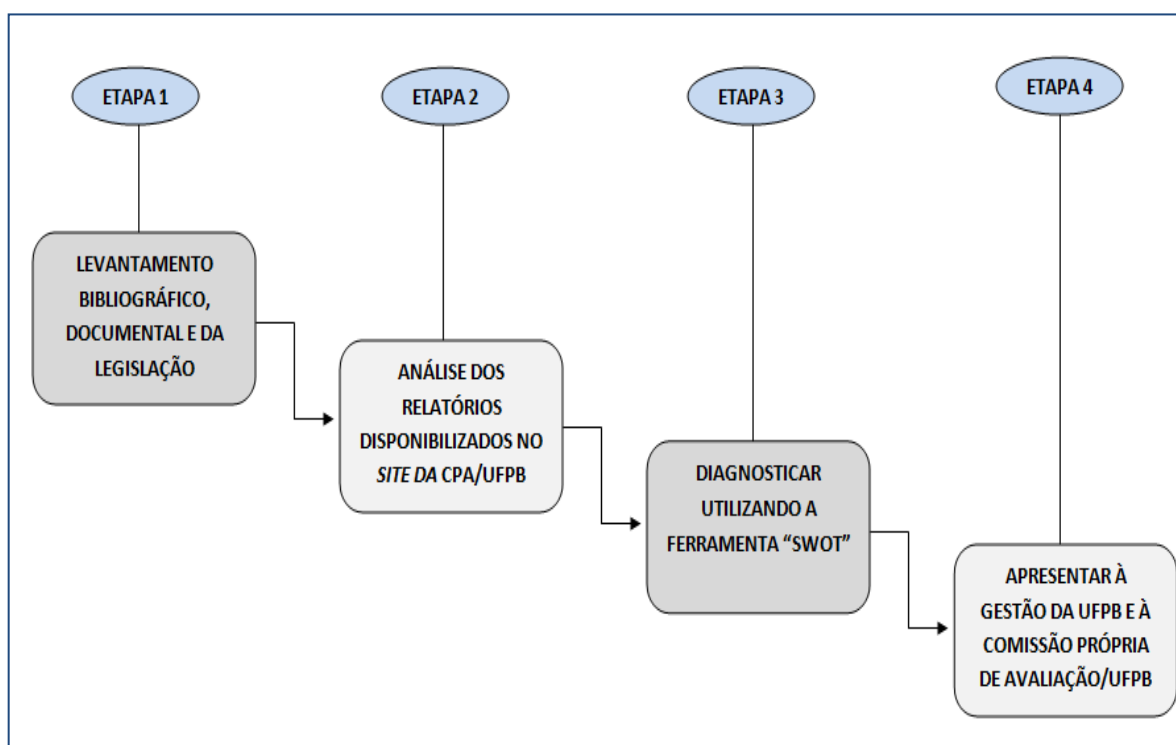 ETAPA 1
ETAPA 2
ETAPA 3
ETAPA 4
LEVANTAMENTO
BIBLIOGRÁFICO,
DOCUMENTAL E DA
LEGISLAÇÃO
ANÁLISE DOS
RELATÓRIOS
DISPONIBILIZADOS NO
SITE DA CPA/UFPB
DIAGNOSTICAR
UTILIZANDO A
FERRAMENTA “SWOT”
APRESENTAR À
GESTÃO DA UFPB E À
COMISSÃO PRÓPRIA
DE AVALIAÇÃO/UFPB